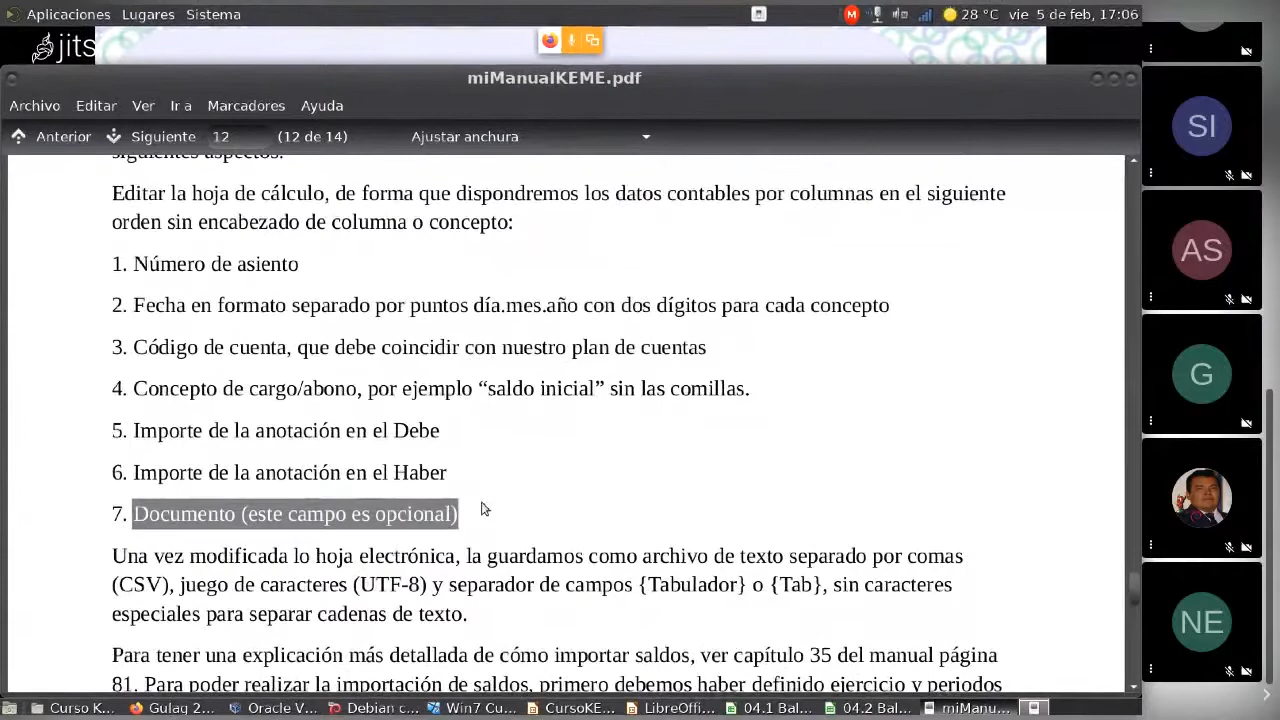 Aplicaciones Lugares Sistema
M
28 °C vie 5 de feb, 17:06
jits
miManualKEME.pdf
Archivo Editar Ver Ir a Marcadores Ayuda
Anterior Siguiente 12 (12 de 14) Ajustar anchura
siguientes aspectos:
Editar la hoja de cálculo, de forma que dispondremos los datos contables por columnas en el siguiente
orden sin encabezado de columna o concepto:
1. Número de asiento
2. Fecha en formato separado por puntos día.mes.año con dos dígitos para cada concepto
3. Código de cuenta, que debe coincidir con nuestro plan de cuentas
4. Concepto de cargo/abono, por ejemplo “saldo inicial” sin las comillas.
5. Importe de la anotación en el Debe
6. Importe de la anotación en el Haber
7. Documento (este campo es opcional)
Una vez modificada lo hoja electrónica, la guardamos como archivo de texto separado por comas
(CSV), juego de caracteres (UTF-8) y separador de campos {Tabulador} o {Tab}, sin caracteres
especiales para separar cadenas de texto.
Para tener una explicación más detallada de cómo importar saldos, ver capítulo 35 del manual página
81. Para poder realizar la importación de saldos, primero debemos haber definido ejercicio y periodos
SI
AS
G
NE
Curso K... Gulag 2... Oracle V... Debian c... Win7 Cu... CursoKE... LibreOffi... 04.1 Bal... 04.2 Bal... miManu...